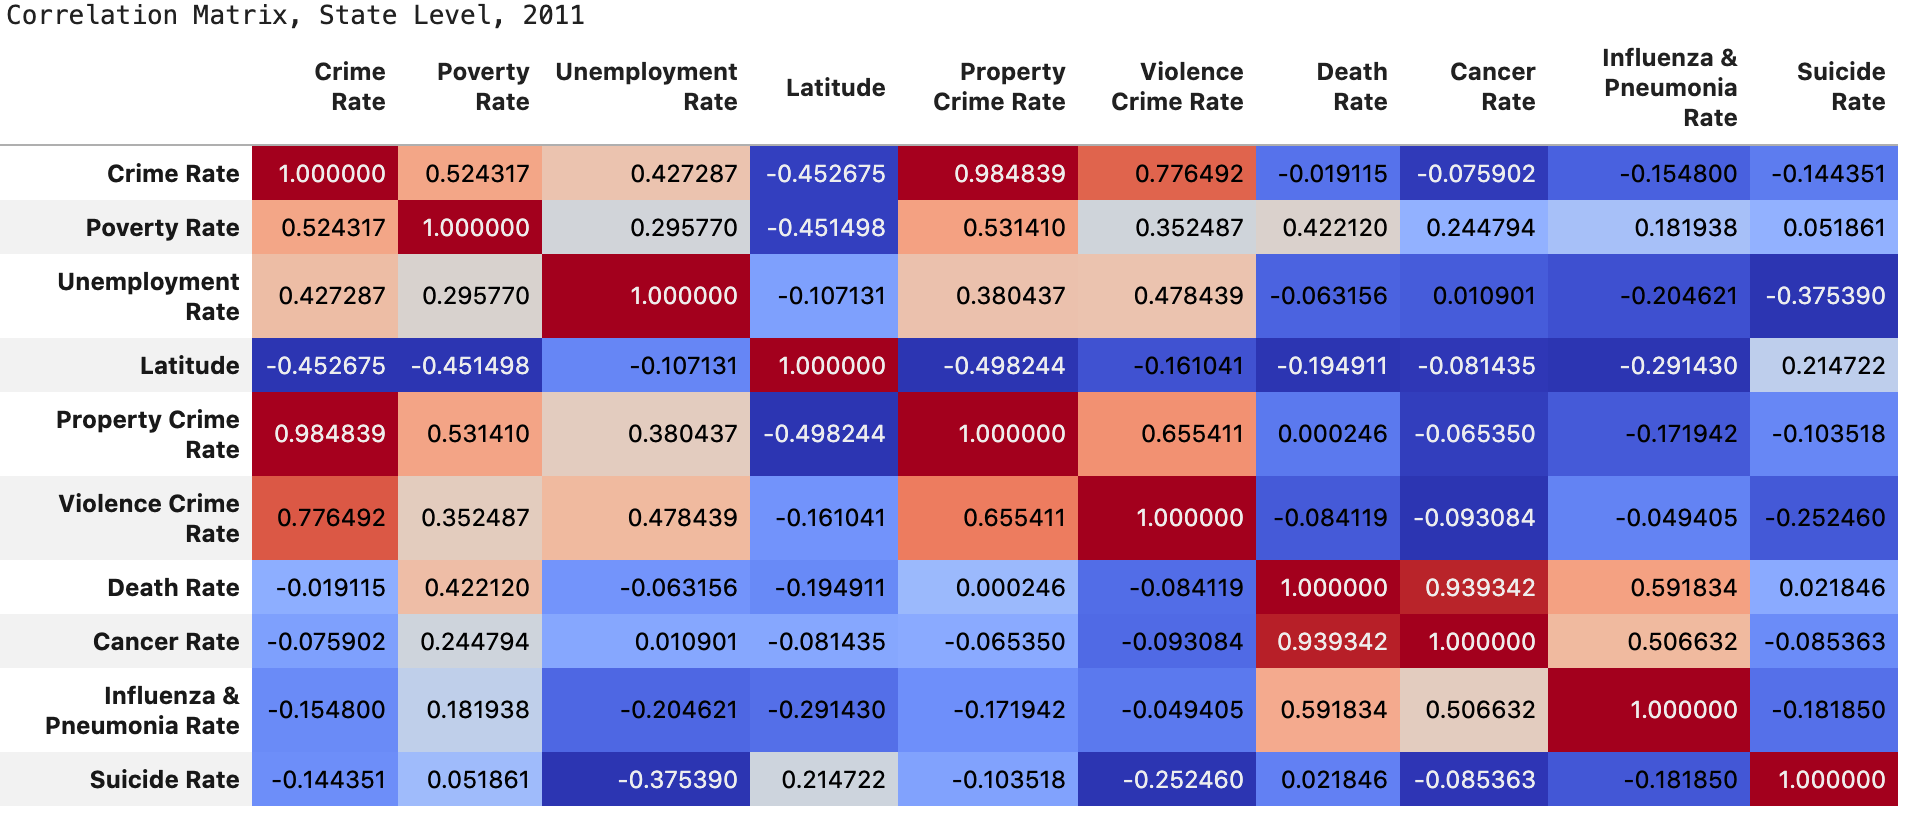 Correlation Matrix, State Level, 2011
Crime Rate Poverty Rate Unemployment Rate Latitude Property Crime Rate Violence Crime Rate Death Rate Cancer Rate Influenza & Pneumonia Rate Suicide Rate
Crime Rate 1.000000 0.524317 0.427287 -0.452675 0.984839 0.776492 -0.019115 -0.075902 -0.154800 -0.144351
Poverty Rate 0.524317 1.000000 0.295770 -0.451498 0.531410 0.352487 0.422120 0.244794 0.181938 0.051861
Unemployment Rate 0.427287 0.295770 1.000000 -0.107131 0.380437 0.478439 -0.063156 0.010901 -0.204621 -0.375390
Latitude -0.452675 -0.451498 -0.107131 1.000000 -0.498244 -0.161041 -0.194911 -0.081435 -0.291430 0.214722
Property Crime Rate 0.984839 0.531410 0.380437 -0.498244 1.000000 0.655411 0.000246 -0.065350 -0.171942 -0.103518
Violence Crime Rate 0.776492 0.352487 0.478439 -0.161041 0.655411 1.000000 -0.084119 -0.093084 -0.049405 -0.252460
Death Rate -0.019115 0.422120 -0.063156 -0.194911 0.000246 -0.084119 1.000000 0.939342 0.591834 0.021846
Cancer Rate -0.075902 0.244794 0.010901 -0.081435 -0.065350 -0.093084 0.939342 1.000000 0.506632 -0.085363
Influenza & Pneumonia Rate -0.154800 0.181938 -0.204621 -0.291430 -0.171942 -0.049405 0.591834 0.506632 1.000000 -0.181850
Suicide Rate -0.144351 0.051861 -0.375390 0.214722 -0.103518 -0.252460 0.021846 -0.085363 -0.181850 1.000000